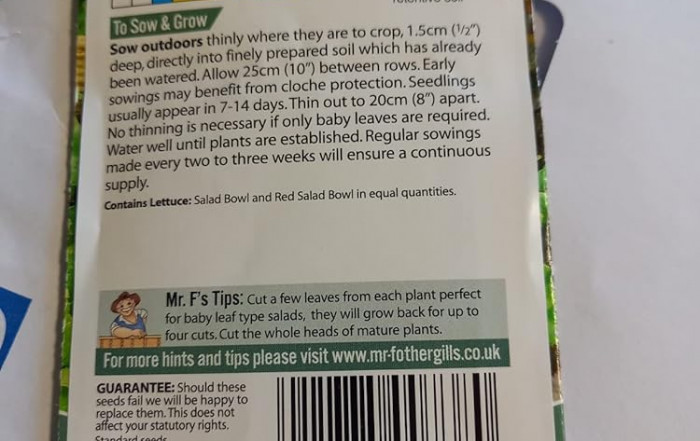 To Sow & Grow
Sow outdoors thinly where they are to crop, 1.5cm (1/2")
deep, directly into finely prepared soil which has already
been watered. Allow 25cm (10") between rows. Early
sowings may benefit from cloche protection. Seedlings
usually appear in 7-14 days. Thin out to 20cm (8") apart.
No thinning is necessary if only baby leaves are required.
Water well until plants are established. Regular sowings
made every two to three weeks will ensure a continuous
supply.
Contains Lettuce: Salad Bowl and Red Salad Bowl in equal quantities.
Mr. F's Tips: Cut a few leaves from each plant perfect
for baby leaf type salads, they will grow back for up to
four cuts. Cut the whole heads of mature plants.
For more hints and tips please visit www.mr-fothergills.co.uk
GUARANTEE: Should these
seeds fail we will be happy to
replace them. This does not
affect your statutory rights.
Standard seeds